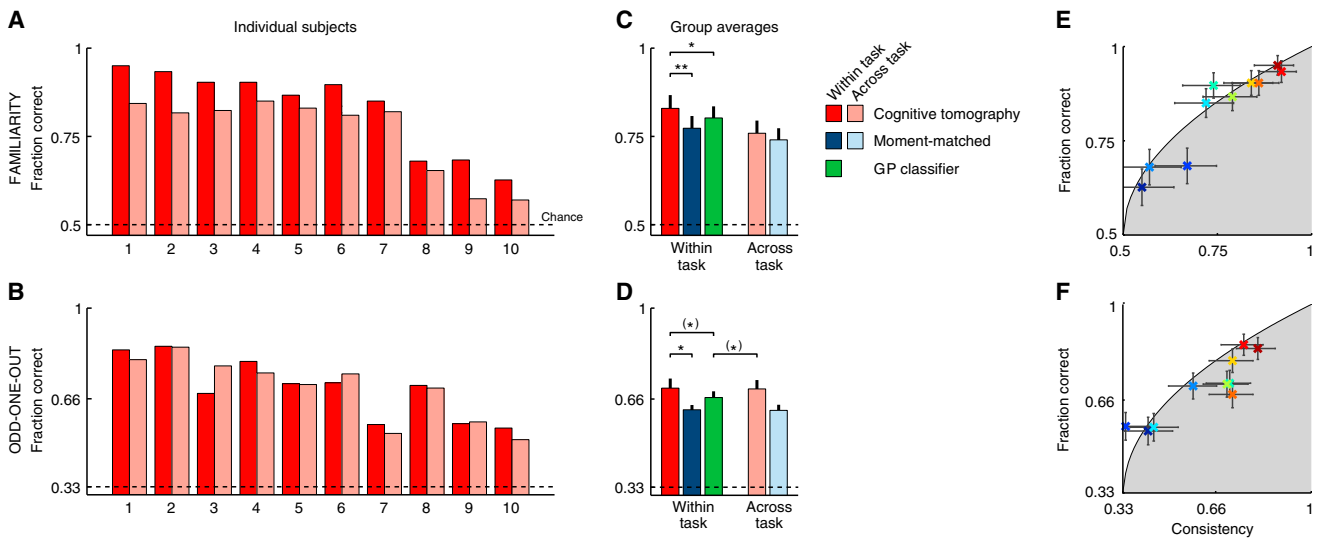 A
Individual subjects
FAMILIARITY
Fraction correct
1
0.75
0.5
Chance
1 2 3 4 5 6 7 8 9 10
B
ODD-ONE-OUT
Fraction correct
1
0.66
0.33
1 2 3 4 5 6 7 8 9 10
C
Group averages
1
0.75
0.5
*
**
Within task
Across task
Within task
Across task
Cognitive tomography
Moment-matched
GP classifier
D
1
0.66
0.33
(*)
*
(*)
Within task
Across task
E
Fraction correct
1
0.75
0.5
0.5 0.75 1
F
Fraction correct
1
0.66
0.33
0.33 0.66 1
Consistency